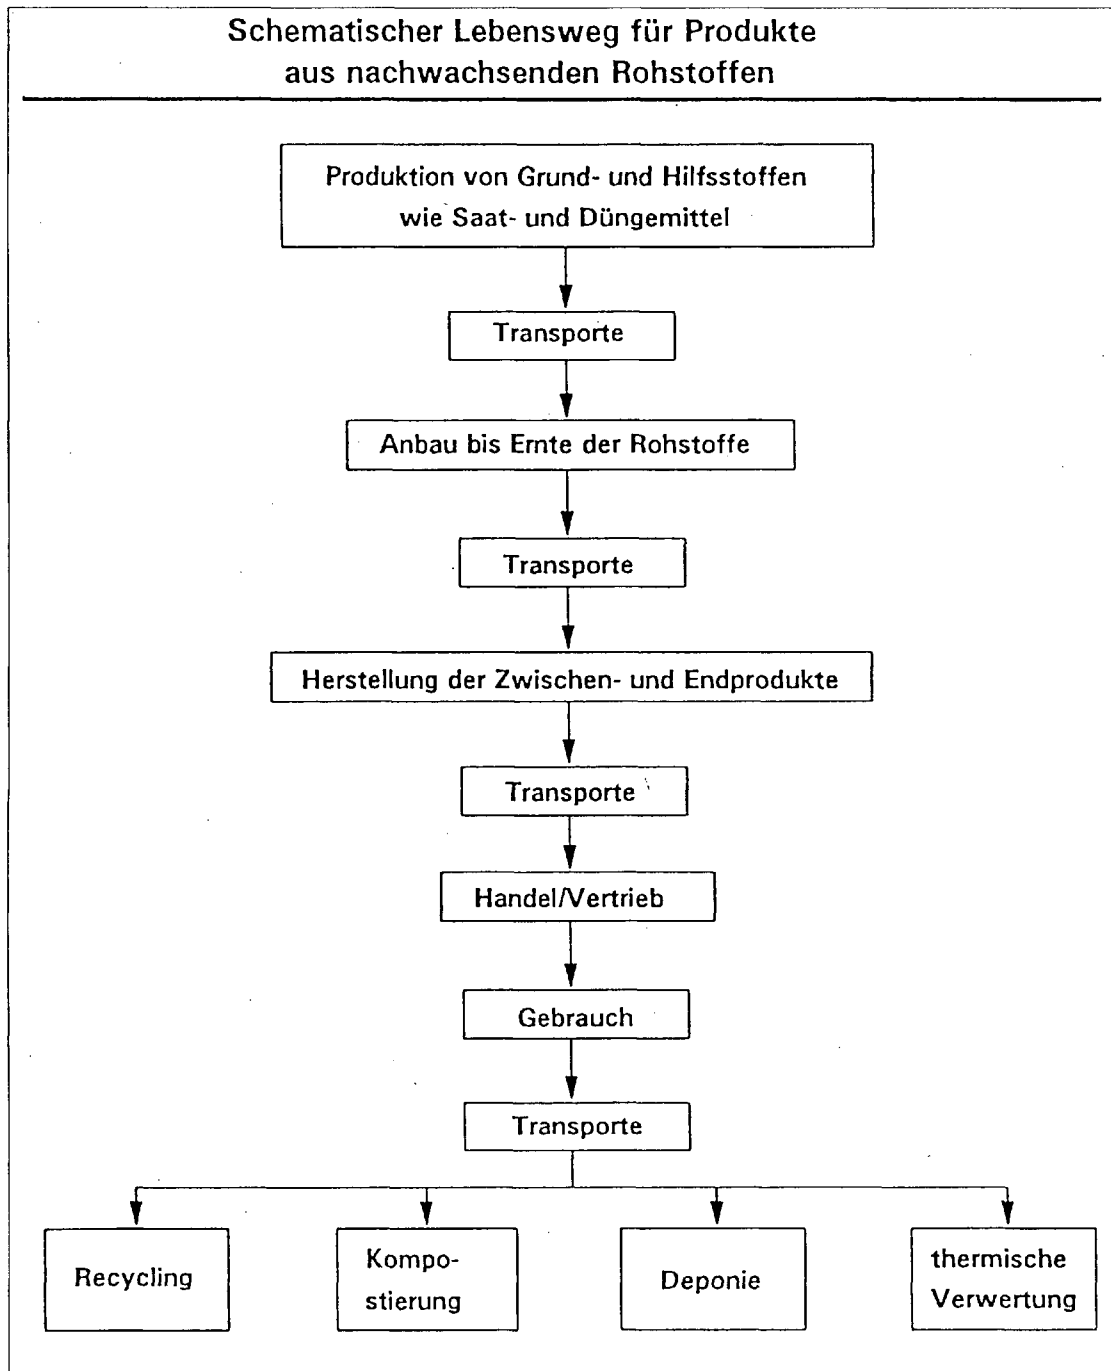 Schematischer Lebensweg für Produkte
aus nachwachsenden Rohstoffen
Produktion von Grund- und Hilfsstoffen
wie Saat- und Düngemittel
Transporte
Anbau bis Ernte der Rohstoffe
Transporte
Herstellung der Zwischen- und Endprodukte
Transporte
Handel/Vertrieb
Gebrauch
Transporte
Recycling
Kompo-
stierung
Deponie
thermische
Verwertung